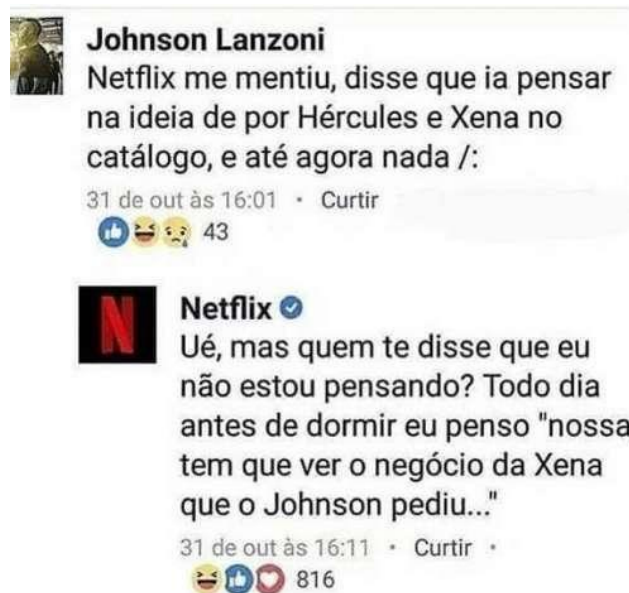 Johnson Lanzoni
Netflix me mentiu, disse que ia pensar
na ideia de por Hércules e Xena no
catálogo, e até agora nada /:
31 de out às 16:01 · Curtir
43
N
Netflix
Ué, mas quem te disse que eu
não estou pensando? Todo dia
antes de dormir eu penso "nossa
tem que ver o negócio da Xena
que o Johnson pediu..."
31 de out às 16:11 · Curtir ·
816